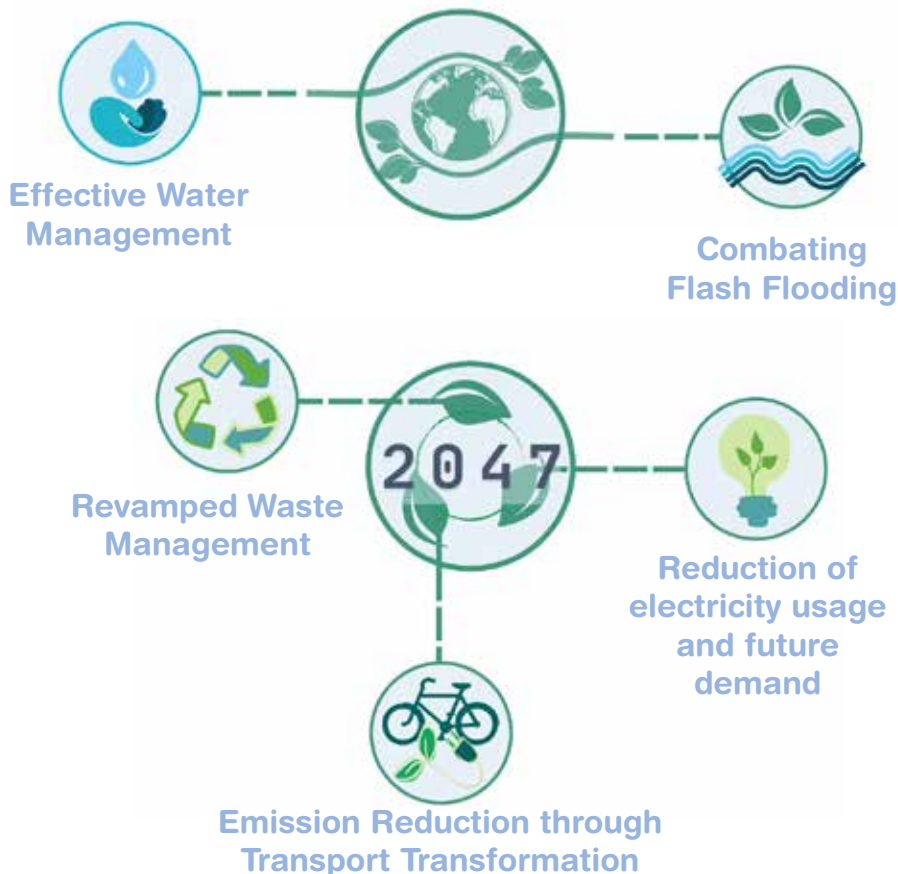 Effective Water
Management
Combating
Flash Flooding
2047
Revamped Waste
Management
Reduction of
electricity usage
and future
demand
Emission Reduction through
Transport Transformation